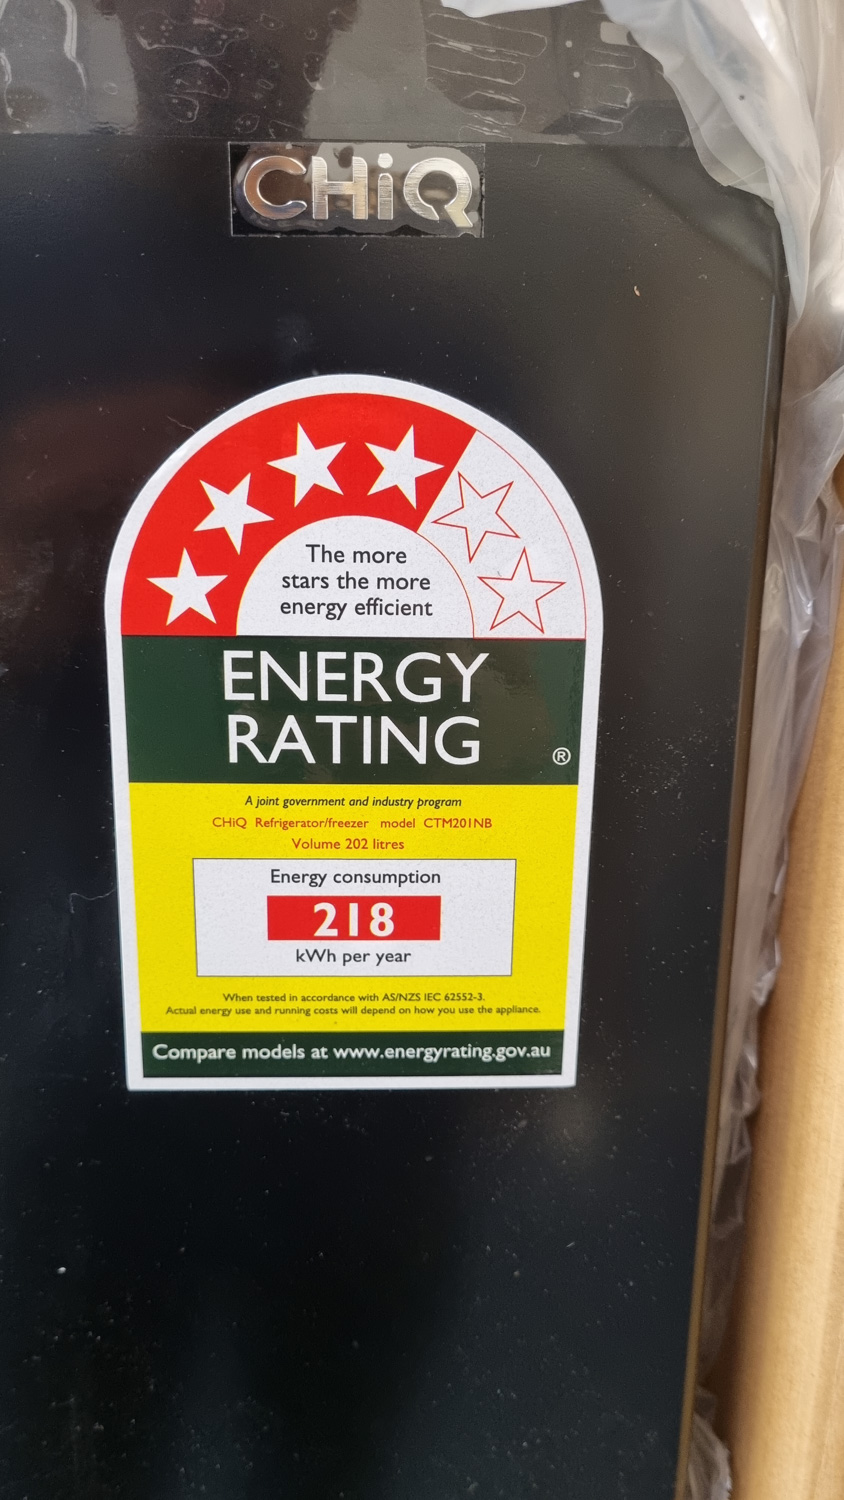 CHiQ
The more
stars the more
energy efficient
ENERGY
RATING
®
A joint government and industry program
CHiQ Refrigerator/freezer model CTM201NB
Volume 202 litres
Energy consumption
218
kWh per year
When tested in accordance with AS/NZS IEC 62552-3.
Actual energy use and running costs will depend on how you use the appliance.
Compare models at www.energyrating.gov.au